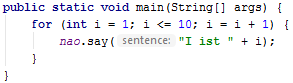 public static void main(String[] args) {
for (int i = 1; i <= 10; i = i + 1) {
nao.say( sentence: "I ist " + i);
}
}